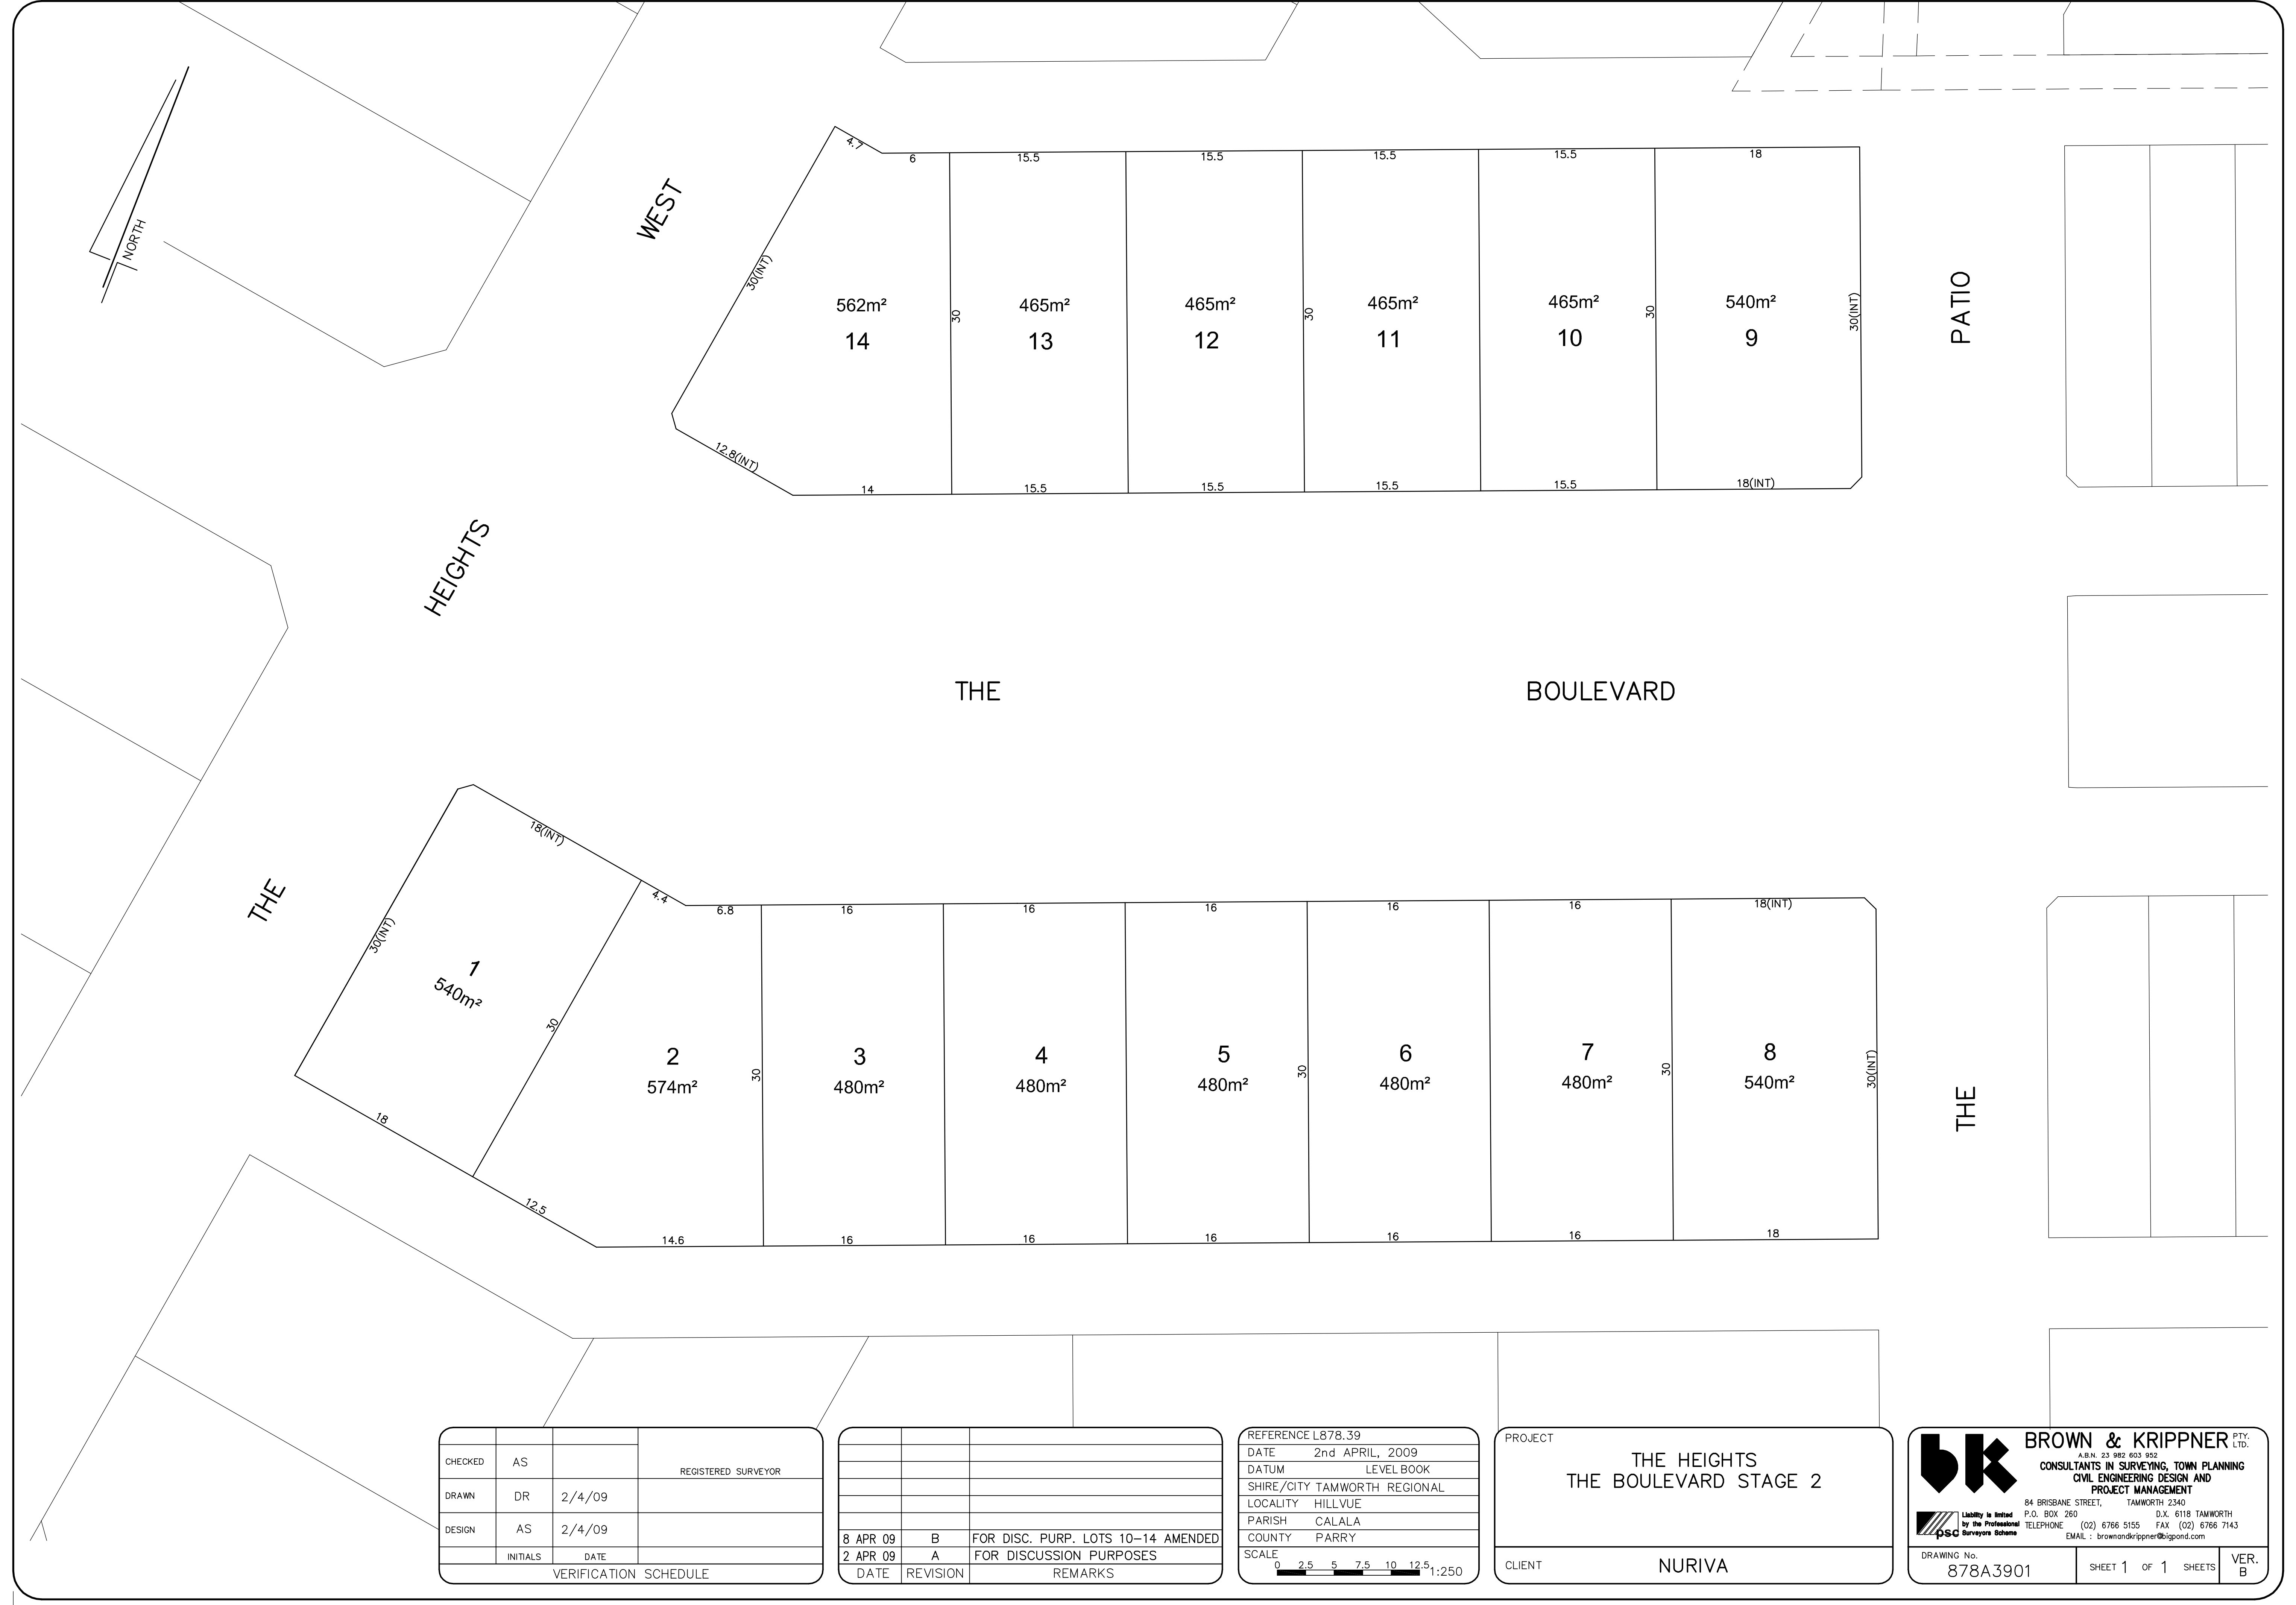 NORTH
WEST
HEIGHTS
THE
4.7
6
15.5
15.5
15.5
15.5
18
30(INT)
562m²
14
30
465m²
13
465m²
12
30
465m²
11
465m²
10
30
540m²
9
30(INT)
12.8(INT)
14
15.5
15.5
15.5
15.5
18(INT)
PATIO
THE
THE BOULEVARD
18(INT)
4.4
6.8
16
16
16
16
16
18(INT)
30(INT)
1
540m²
30
2
574m²
30
3
480m²
4
480m²
5
480m²
30
6
480m²
7
480m²
30
8
540m²
30(INT)
18
12.5
14.6
16
16
16
16
16
18
CHECKED AS
REGISTERED SURVEYOR
DRAWN DR 2/4/09
DESIGN AS 2/4/09
INITIALS DATE
VERIFICATION SCHEDULE
8 APR 09 B FOR DISC. PURP. LOTS 10-14 AMENDED
2 APR 09 A FOR DISCUSSION PURPOSES
DATE REVISION REMARKS
REFERENCE L878.39
DATE 2nd APRIL, 2009
DATUM LEVEL BOOK
SHIRE/CITY TAMWORTH REGIONAL
LOCALITY HILLVUE
PARISH CALALA
COUNTY PARRY
SCALE
0 2.5 5 7.5 10 12.5 1:250
PROJECT
THE HEIGHTS
THE BOULEVARD STAGE 2
CLIENT NURIVA
bk
BROWN & KRIPPNER PTY. LTD.
A.B.N. 23 982 603 952
CONSULTANTS IN SURVEYING, TOWN PLANNING
CIVIL ENGINEERING DESIGN AND
PROJECT MANAGEMENT
84 BRISBANE STREET, TAMWORTH 2340
P.O. BOX 260 D.X. 6118 TAMWORTH
TELEPHONE (02) 6766 5155 FAX (02) 6766 7143
EMAIL : brownandkrippner@bigpond.com
psc
Liability is limited
by the Professional
Surveyors Scheme
DRAWING No.
878A3901
SHEET 1 OF 1 SHEETS
VER.
B